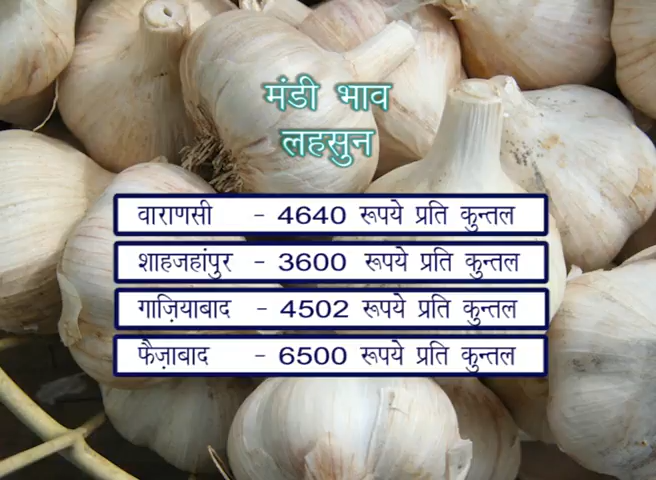 मंडी भाव
लहसुन
वाराणसी - 4640 रूपये प्रति कुन्तल
शाहजहांपुर - 3600 रूपये प्रति कुन्तल
गाज़ियाबाद - 4502 रूपये प्रति कुन्तल
फैज़ाबाद - 6500 रूपये प्रति कुन्तल